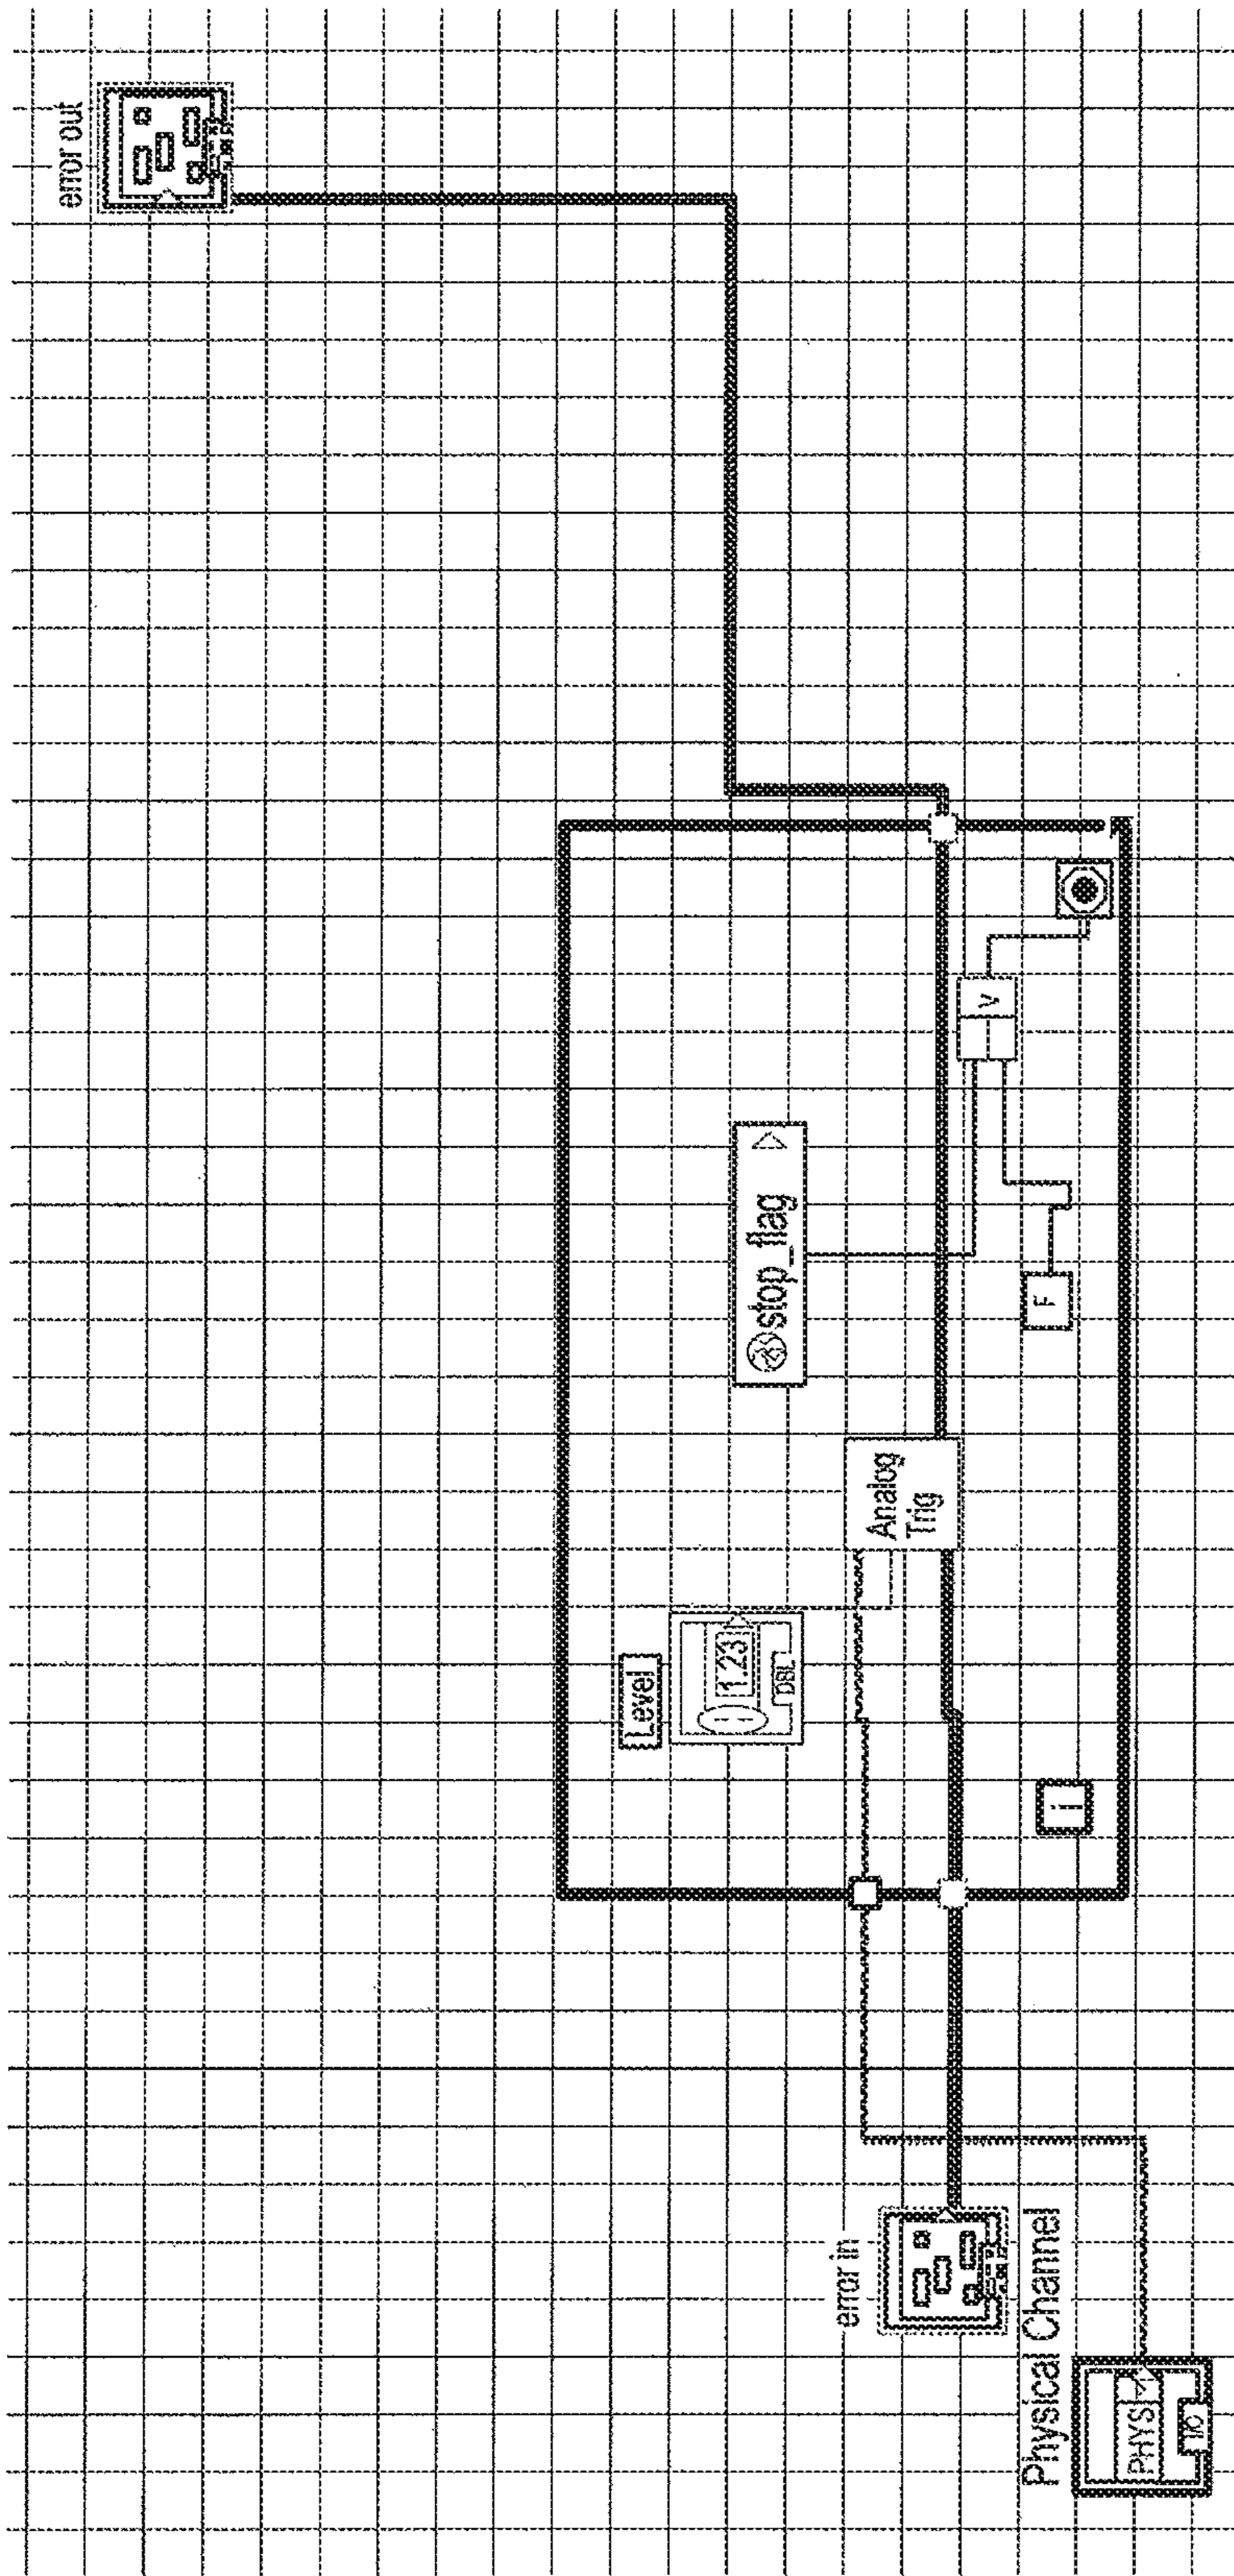 error out
stop_flag
V
F
Analog
Trig
Level
1.23
DBL
i
error in
Physical Channel
PHYS
I/O